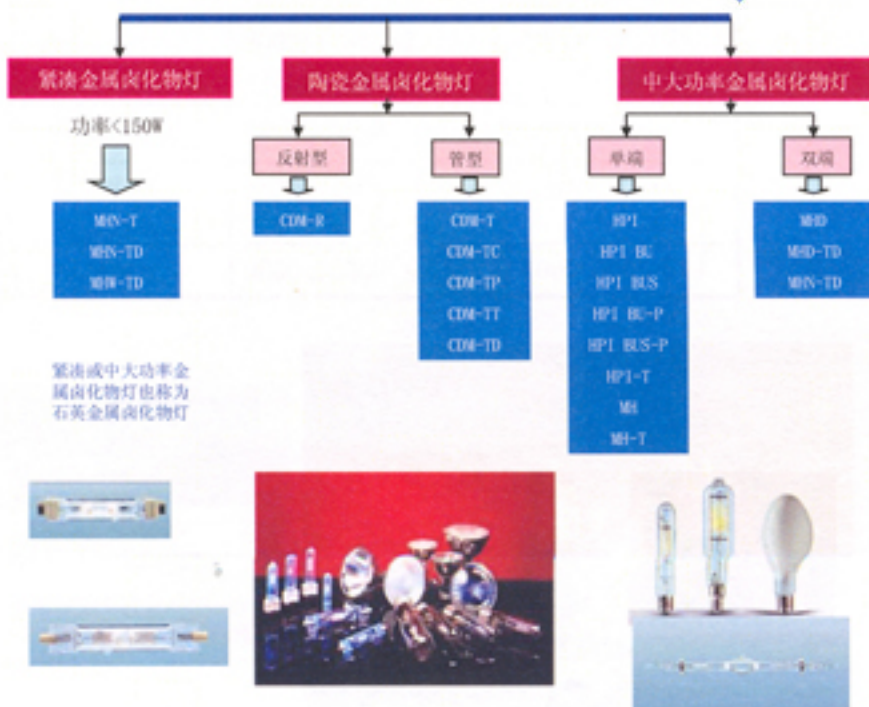 紧凑金属卤化物灯
陶瓷金属卤化物灯
中大功率金属卤化物灯
功率<150W
反射型
管型
单端
双端
MHN-T
MHN-TD
MHW-TD
CDM-R
CDM-T
CDM-TC
CDM-TP
CDM-TT
CDM-TD
HPI
HPI BU
HPI BUS
HPI BU-P
HPI BUS-P
HPI-T
MH
MH-T
MHD
MHD-TD
MHN-TD
紧凑或中大功率金
属卤化物灯也称为
石英金属卤化物灯